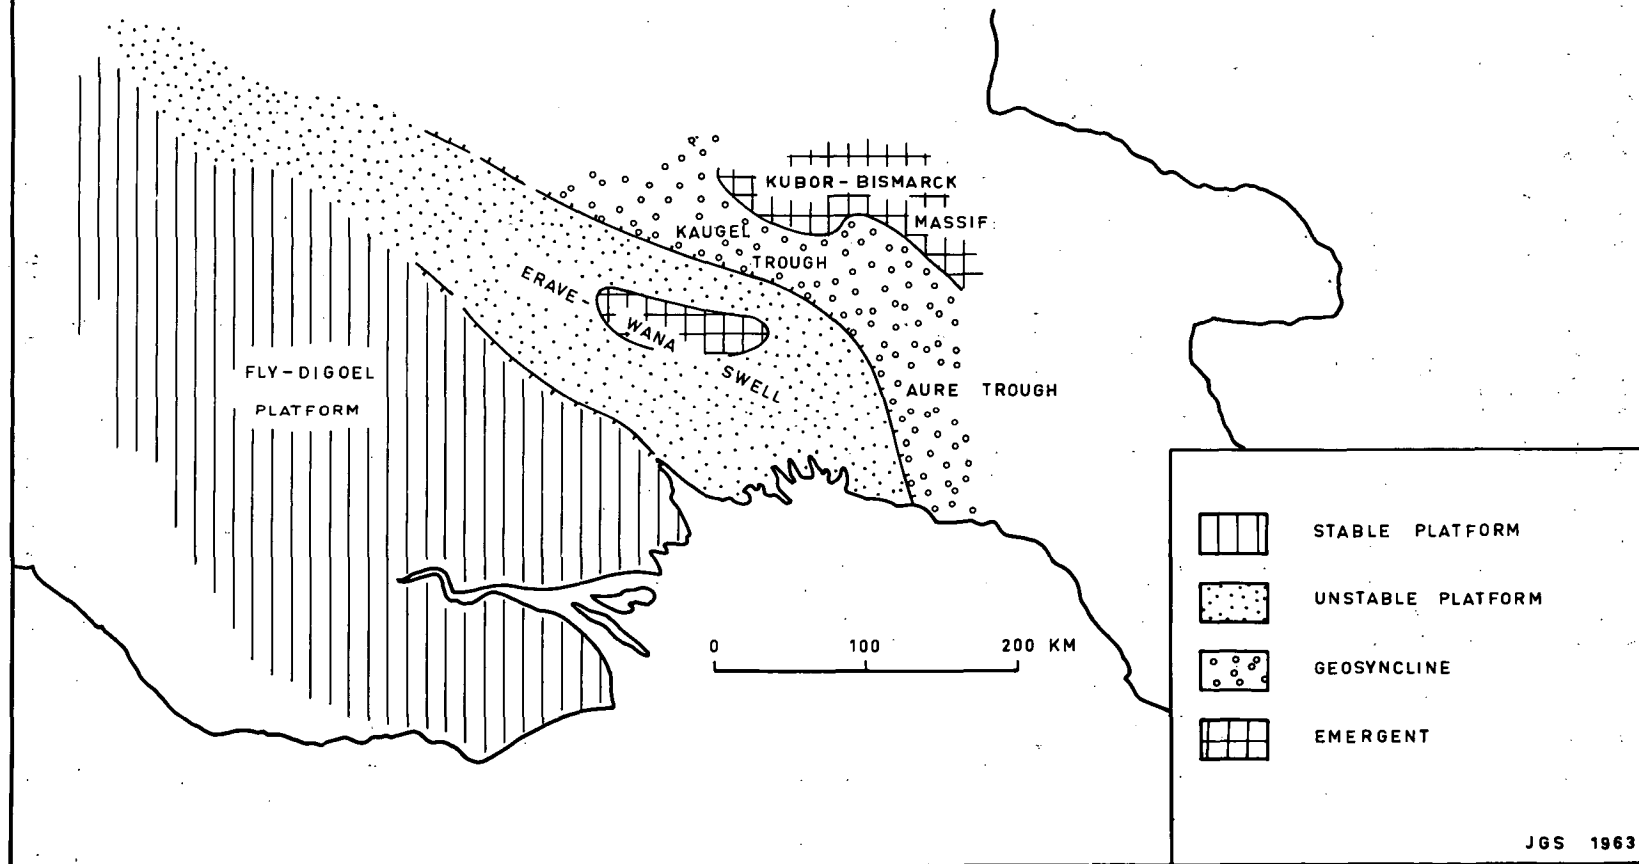 KUBOR-BISMARCK
MASSIF
KAUGEL
TROUGH
ERAVE-
WANA
SWELL
FLY-DIGOEL
PLATFORM
AURE TROUGH
0 100 200 KM
STABLE PLATFORM
UNSTABLE PLATFORM
GEOSYNCLINE
EMERGENT
JGS 1963